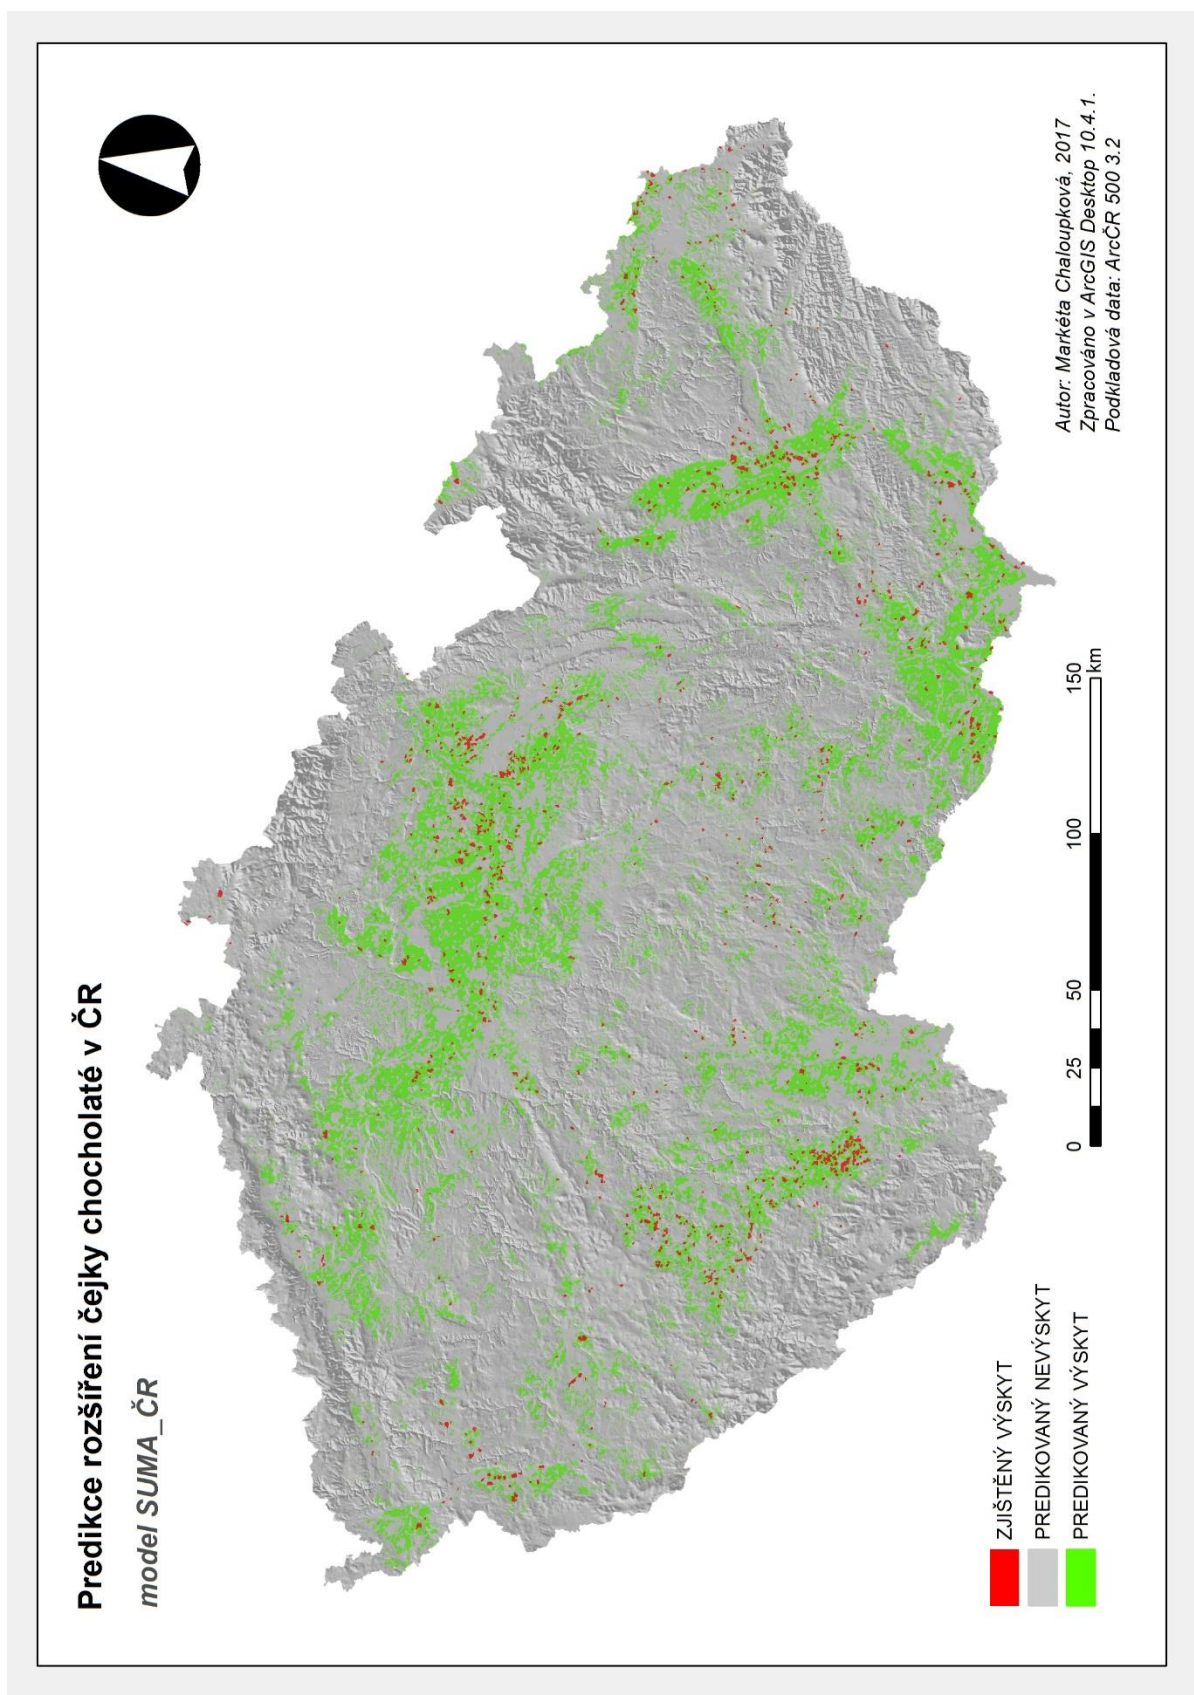 Predikce rozšíření čejky chocholaté v ČR
model SUMA_ČR
ZJIŠTĚNÝ VÝSKYT
PREDIKOVANÝ NEVÝSKYT
PREDIKOVANÝ VÝSKYT
0 25 50 100 150
km
Autor: Markéta Chaloupková, 2017
Zpracováno v ArcGIS Desktop 10.4.1.
Podkladová data: ArcČR 500 3.2